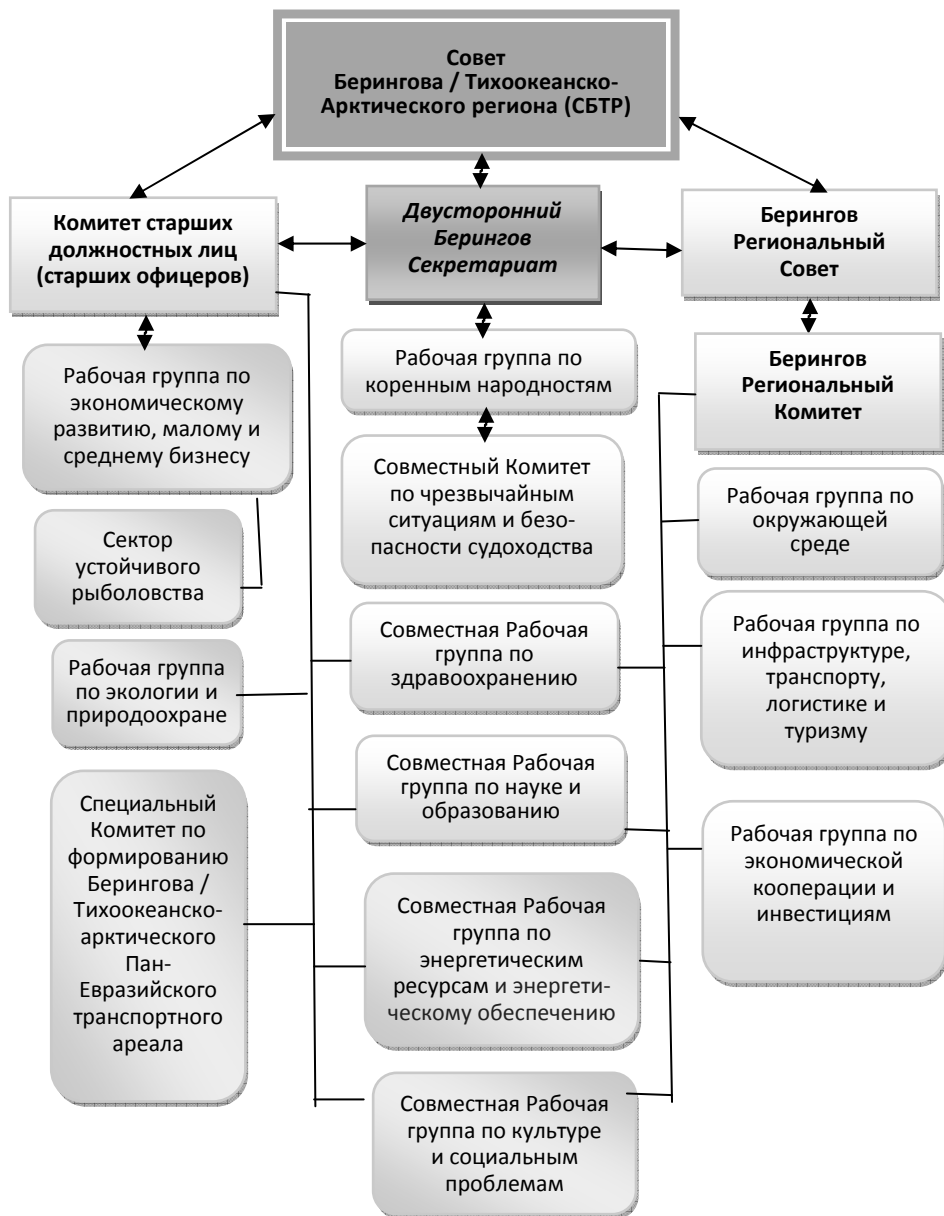 Совет
Берингова / Тихоокеанско-
Арктического региона (СБТР)
Комитет старших
должностных лиц
(старших офицеров)
Двусторонний
Берингов
Секретариат
Берингов
Региональный
Совет
Рабочая группа по
экономическому
развитию, малому и
среднему бизнесу
Рабочая группа по
коренным народностям
Берингов
Региональный
Комитет
Совместный Комитет
по чрезвычайным
ситуациям и безо-
пасности судоходства
Рабочая группа по
окружающей
среде
Сектор
устойчивого
рыболовства
Рабочая группа
по экологии и
природоохране
Совместная Рабочая
группа по
здравоохранению
Рабочая группа по
инфраструктуре,
транспорту,
логистике и
туризму
Специальный
Комитет по
формированию
Берингова /
Тихоокеанско-
арктического
Пан-
Евразийского
транспортного
ареала
Совместная Рабочая
группа по науке и
образованию
Рабочая группа по
экономической
кооперации и
инвестициям
Совместная Рабочая
группа по
энергетическим
ресурсам и энергети-
ческому обеспечению
Совместная Рабочая
группа по культуре
и социальным
проблемам